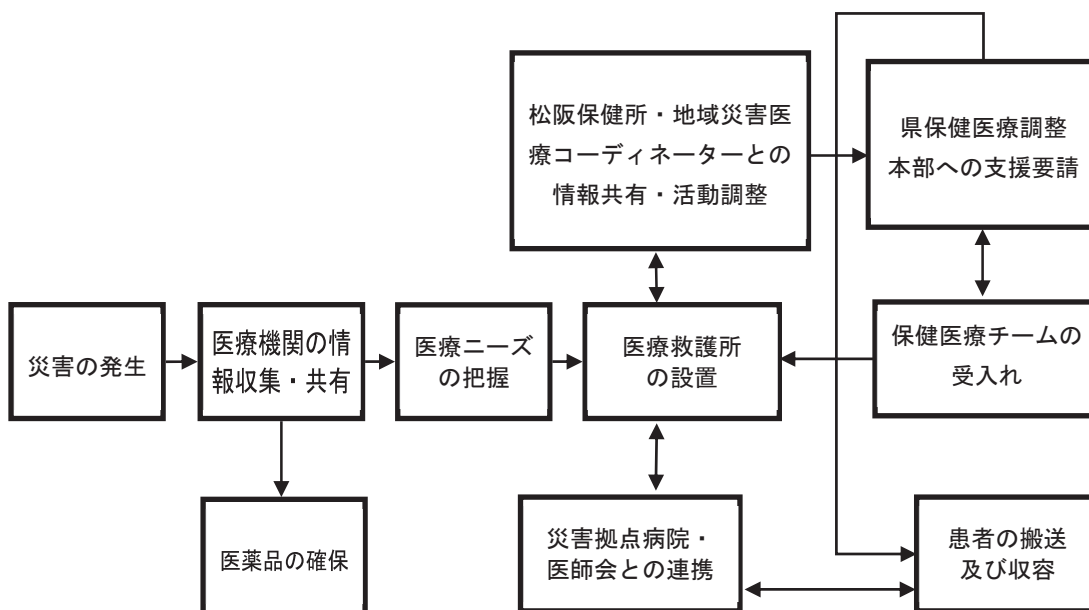 松阪保健所・地域災害医
療コーディネーターとの
情報共有・活動調整
県保健医療調整
本部への支援要請
災害の発生
医療機関の情
報収集・共有
医療ニーズ
の把握
医療救護所
の設置
保健医療チームの
受入れ
医薬品の確保
災害拠点病院・
医師会との連携
患者の搬送
及び収容